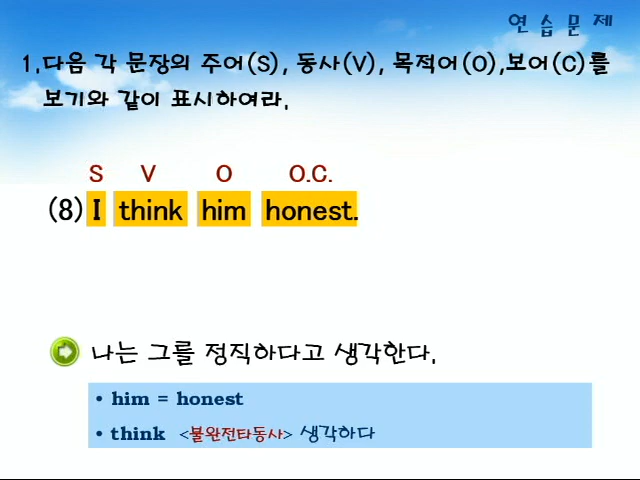 연 습 문 제
1.다음 각 문장의 주어(S), 동사(V), 목적어(O),보어(C)를
보기와 같이 표시하여라.
S V O O.C.
(8) I think him honest.
나는 그를 정직하다고 생각한다.
• him = honest
• think <불완전타동사> 생각하다